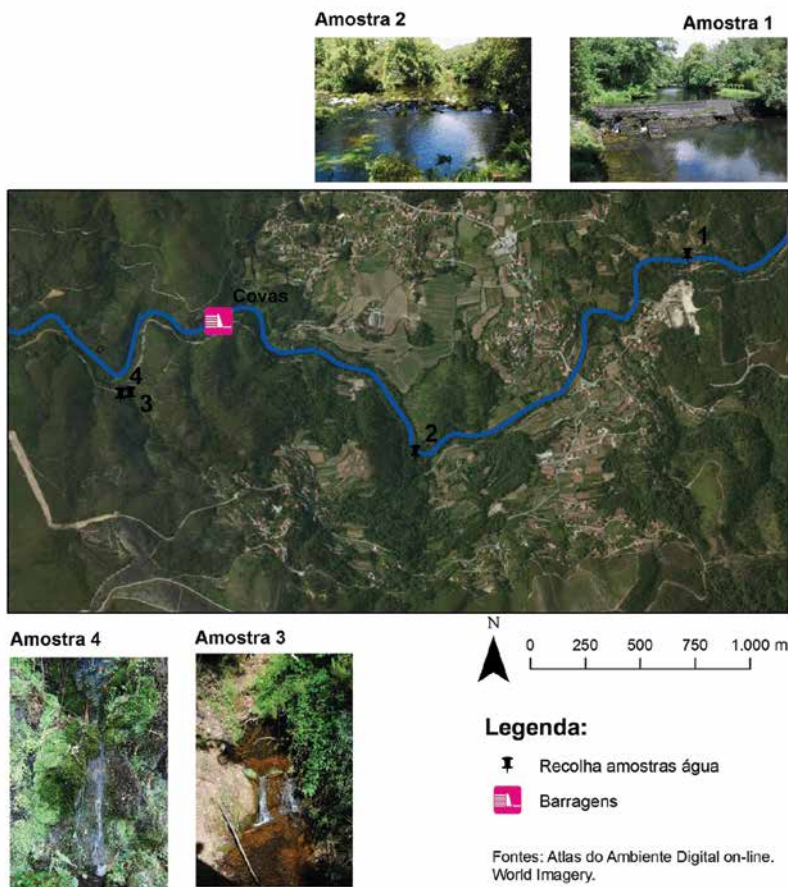 Amostra 2
Amostra 1
1
Covas
4
3
2
Amostra 4
Amostra 3
N
0 250 500 750 1.000 m
Legenda:
Recolha amostras água
Barragens
Fontes: Atlas do Ambiente Digital on-line.
World Imagery.